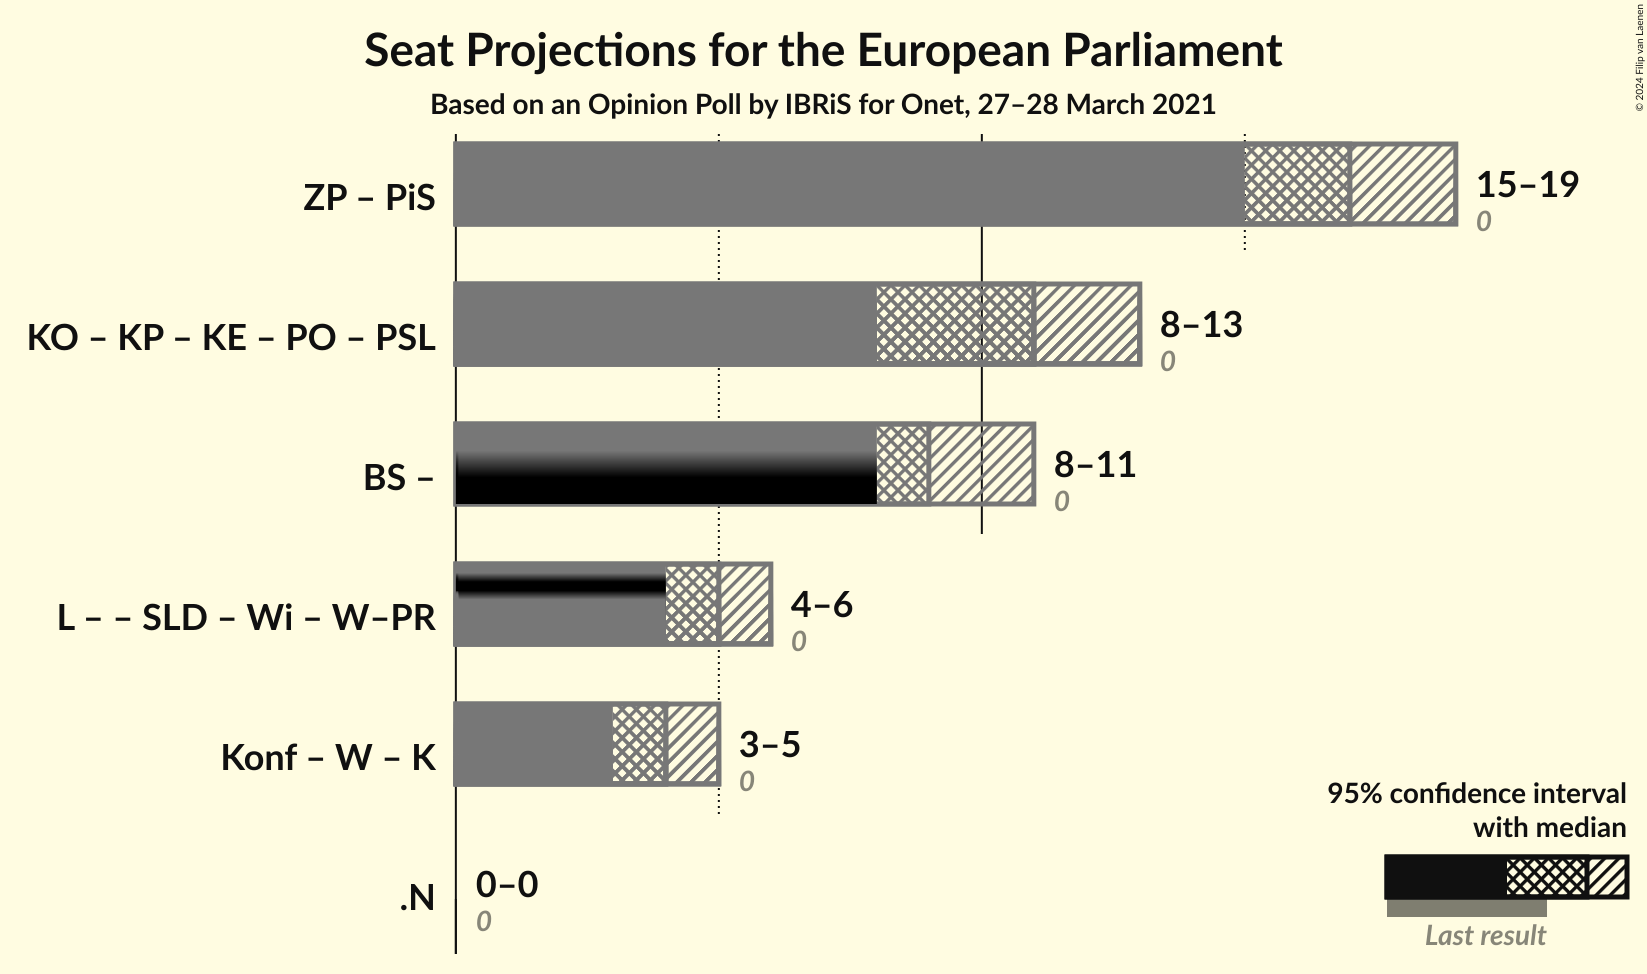 Seat Projections for the European Parliament
Based on an Opinion Poll by IBRiS for Onet, 27–28 March 2021
© 2024 Filip van Laenen
ZP – PiS
15–19
0
KO – KP – KE – PO – PSL
8–13
0
BS –
8–11
0
L – – SLD – Wi – W–PR
4–6
0
Konf – W – K
3–5
0
.N
0–0
0
95% confidence interval
with median
Last result